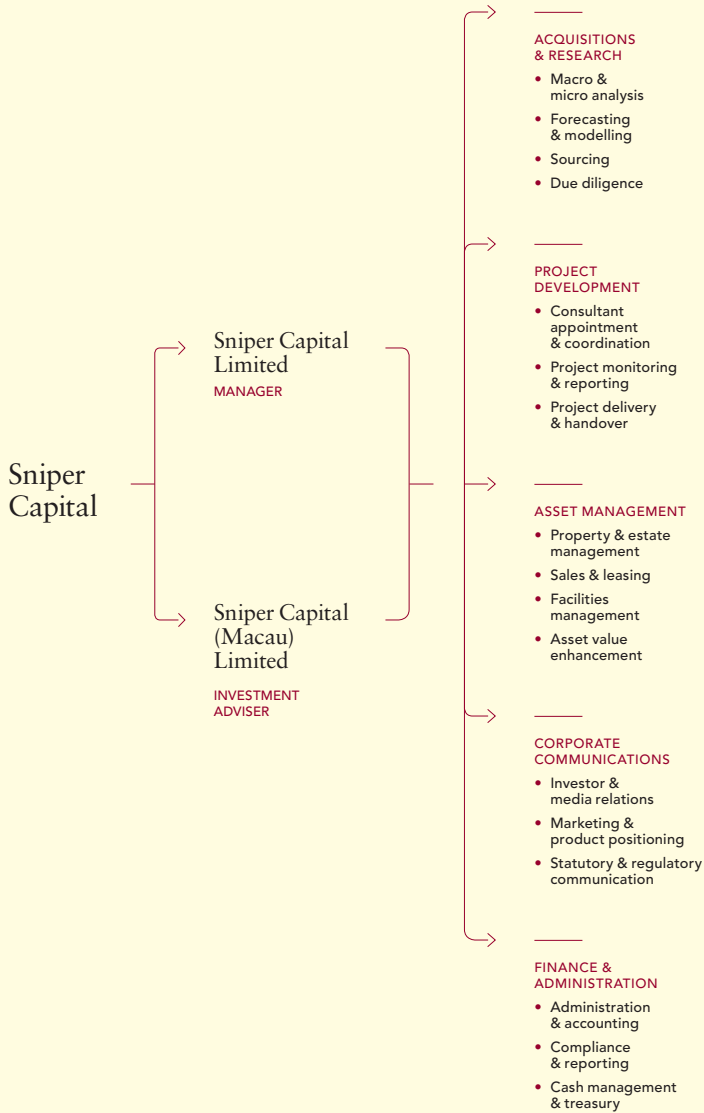 Sniper
Capital
Sniper Capital
Limited
MANAGER
Sniper Capital
(Macau)
Limited
INVESTMENT
ADVISER
ACQUISITIONS
& RESEARCH
• Macro &
micro analysis
• Forecasting
& modelling
• Sourcing
• Due diligence
PROJECT
DEVELOPMENT
• Consultant
appointment
& coordination
• Project monitoring
& reporting
• Project delivery
& handover
ASSET MANAGEMENT
• Property & estate
management
• Sales & leasing
• Facilities
management
• Asset value
enhancement
CORPORATE
COMMUNICATIONS
• Investor &
media relations
• Marketing &
product positioning
• Statutory & regulatory
communication
FINANCE &
ADMINISTRATION
• Administration
& accounting
• Compliance
& reporting
• Cash management
& treasury